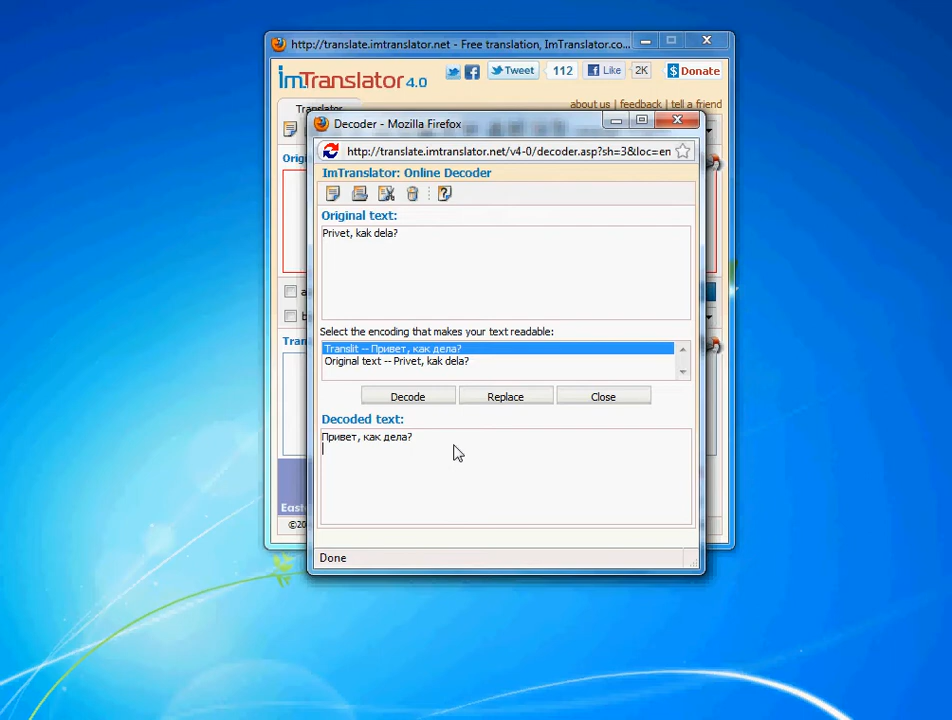 http://translate.imtranslator.net - Free translation, ImTranslator.co...
ImTranslator 4.0
Tweet 112 Like 2K $ Donate
about us | feedback | tell a friend
Translator
Decoder - Mozilla Firefox
http://translate.imtranslator.net/v4-0/decoder.asp?sh=3&loc=en
ImTranslator: Online Decoder
Original text:
Privet, kak dela?
Select the encoding that makes your text readable:
Translit -- Привет, как дела?
Original text -- Privet, kak dela?
Decode Replace Close
Decoded text:
Привет, как дела?
Done